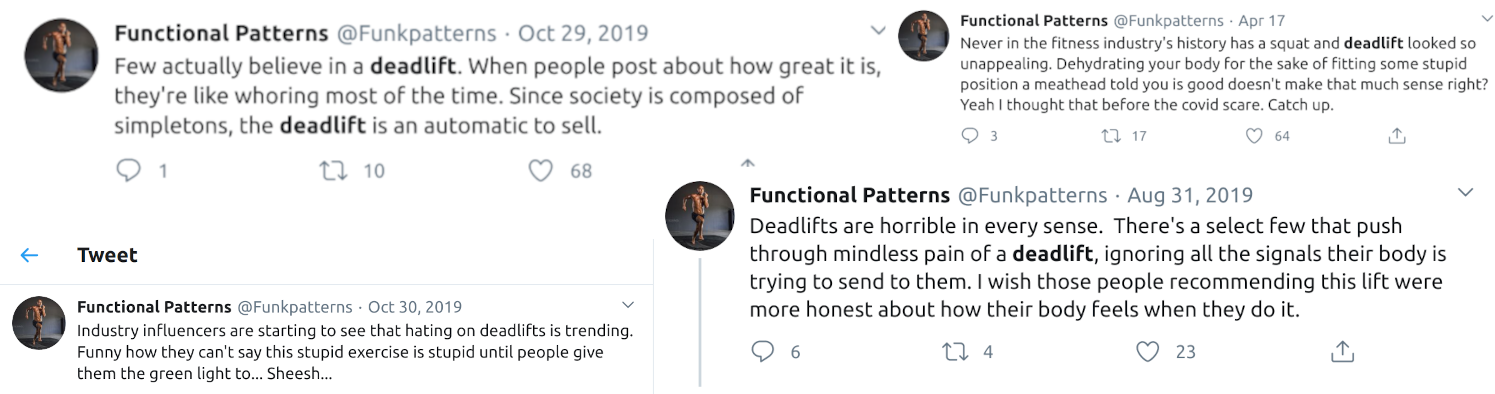 Functional Patterns @Funkpatterns · Oct 29, 2019
Few actually believe in a deadlift. When people post about how great it is,
they're like whoring most of the time. Since society is composed of
simpletons, the deadlift is an automatic to sell.
1 10 68
Functional Patterns @Funkpatterns · Apr 17
Never in the fitness industry's history has a squat and deadlift looked so
unappealing. Dehydrating your body for the sake of fitting some stupid
position a meathead told you is good doesn't make that much sense right?
Yeah I thought that before the covid scare. Catch up.
3 17 64
Tweet
Functional Patterns @Funkpatterns · Oct 30, 2019
Industry influencers are starting to see that hating on deadlifts is trending.
Funny how they can't say this stupid exercise is stupid until people give
them the green light to... Sheesh...
Functional Patterns @Funkpatterns · Aug 31, 2019
Deadlifts are horrible in every sense. There's a select few that push
through mindless pain of a deadlift, ignoring all the signals their body is
trying to send to them. I wish those people recommending this lift were
more honest about how their body feels when they do it.
6 4 23